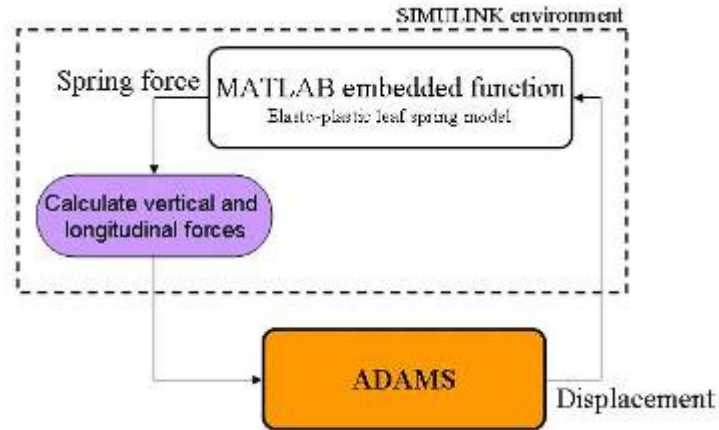 SIMULINK environment
Spring force
MATLAB embedded function
Elasto-plastic leaf spring model
Calculate vertical and
longitudinal forces
ADAMS
Displacement